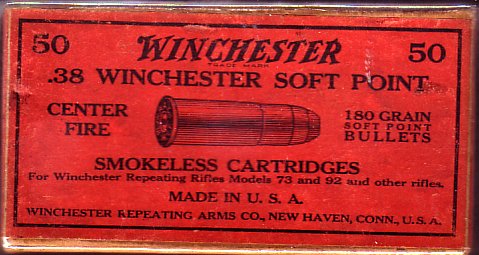 50 WINCHESTER 50
TRADE MARK
.38 WINCHESTER SOFT POINT
CENTER
FIRE
180 GRAIN
SOFT POINT
BULLETS
SMOKELESS CARTRIDGES
For Winchester Repeating Rifles Models 73 and 92 and other rifles.
MADE IN U. S. A.
WINCHESTER REPEATING ARMS CO., NEW HAVEN, CONN., U. S. A.